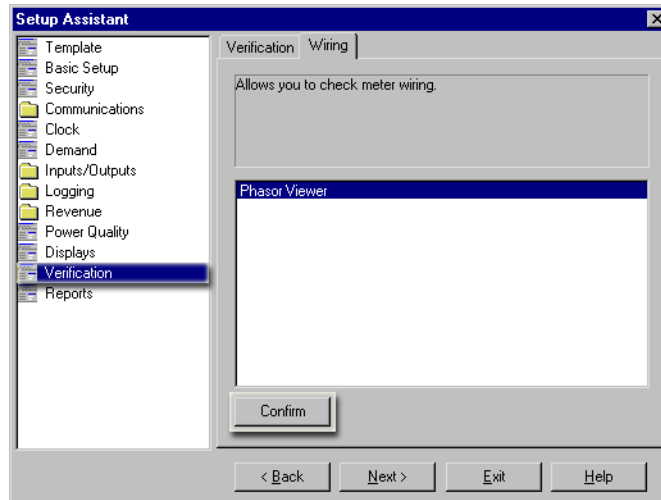 Setup Assistant
Template
Basic Setup
Security
Communications
Clock
Demand
Inputs/Outputs
Logging
Revenue
Power Quality
Displays
Verification
Reports
Verification Wiring
Allows you to check meter wiring.
Phasor Viewer
Confirm
< Back Next > Exit Help